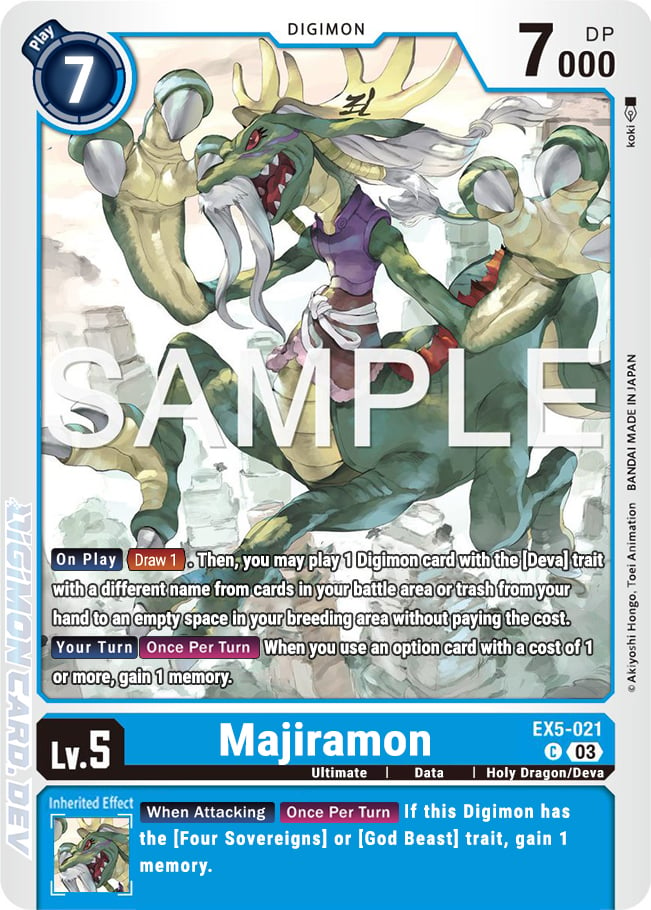 DIGIMON
Play
7
7000
DP
koki
SAMPLE
On Play Draw 1 . Then, you may play 1 Digimon card with the [Deva] trait
with a different name from cards in your battle area or trash from your
hand to an empty space in your breeding area without paying the cost.
Your Turn Once Per Turn When you use an option card with a cost of 1
or more, gain 1 memory.
© Akiyoshi Hongo, Toei Animation BANDAI MADE IN JAPAN
DIGIMON CARD.DEV
Lv.5
Majiramon
EX5-021
C 03
Ultimate | Data | Holy Dragon/Deva
Inherited Effect
When Attacking Once Per Turn If this Digimon has
the [Four Sovereigns] or [God Beast] trait, gain 1
memory.